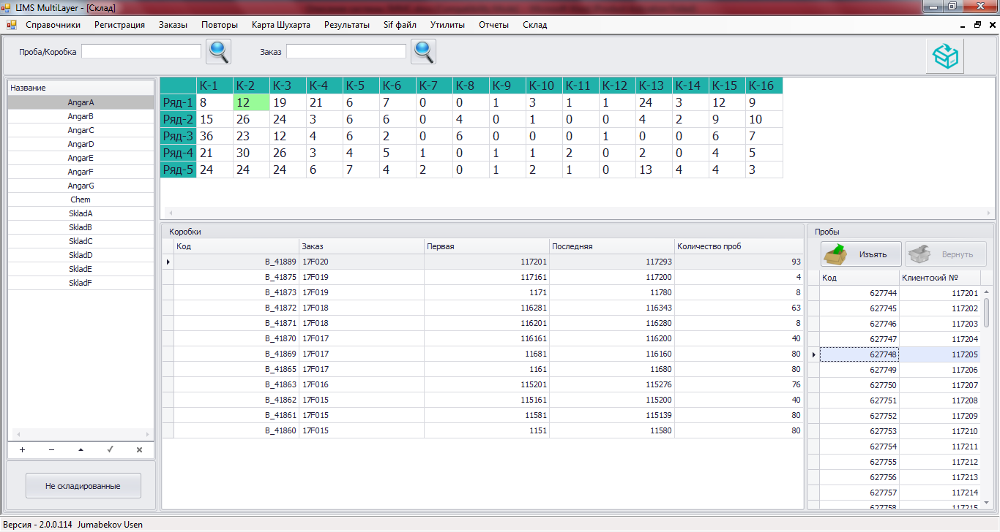 LIMS MultiLayer - [Склад]
Справочники Регистрация Заказы Повторы Карта Шухарта Результаты Sif файл Утилиты Отчеты Склад
Проба/Коробка Заказ
Название
AngarA
AngarB
AngarC
AngarD
AngarE
AngarF
AngarG
Chem
SkladA
SkladB
SkladC
SkladD
SkladE
SkladF
Не складированные
К-1 К-2 К-3 К-4 К-5 К-6 К-7 К-8 К-9 К-10 К-11 К-12 К-13 К-14 К-15 К-16
Ряд-1 8 12 19 21 6 7 0 0 1 3 1 1 24 3 12 9
Ряд-2 15 26 24 3 6 6 0 4 0 1 0 0 4 2 9 10
Ряд-3 36 23 12 4 6 2 0 6 0 0 0 1 0 0 6 7
Ряд-4 21 30 26 3 4 5 1 0 1 1 2 0 2 0 4 5
Ряд-5 24 24 24 6 7 4 2 0 1 2 1 0 13 4 4 3
Коробки
Код Заказ Первая Последняя Количество проб
B_41889 17F020 117201 117293 93
B_41875 17F019 117161 117200 4
B_41873 17F019 1171 11780 8
B_41872 17F018 116281 116343 63
B_41871 17F018 116201 116280 8
B_41870 17F017 116161 116200 40
B_41869 17F017 11681 116160 80
B_41865 17F017 1161 11680 80
B_41863 17F016 115201 115276 76
B_41862 17F015 115161 115200 40
B_41861 17F015 11581 115139 80
B_41860 17F015 1151 11580 80
Пробы
Изъять Вернуть
Код Клиентский №
627744 117201
627745 117202
627746 117203
627747 117204
627748 117205
627749 117206
627750 117207
627751 117208
627752 117209
627753 117210
627754 117211
627755 117212
627756 117213
627757 117214
627758 117215
Версия - 2.0.0.114 Jumabekov Usen